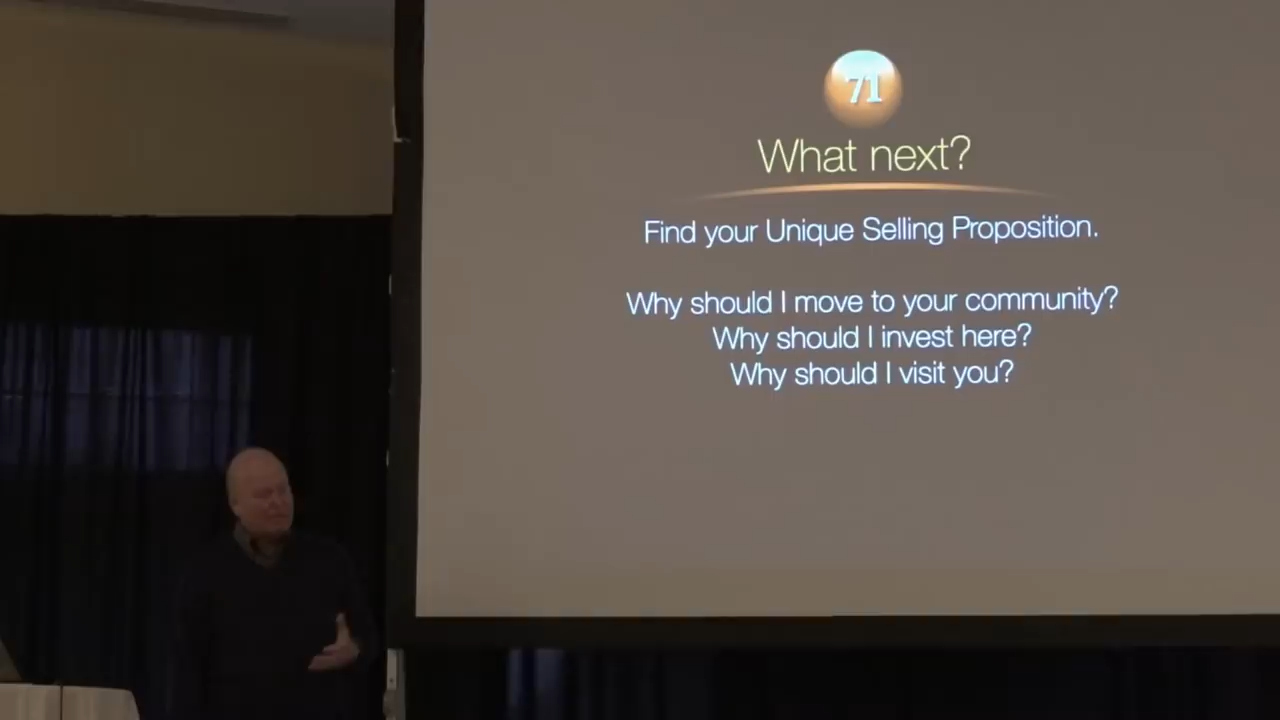 71
What next?
Find your Unique Selling Proposition.
Why should I move to your community?
Why should I invest here?
Why should I visit you?